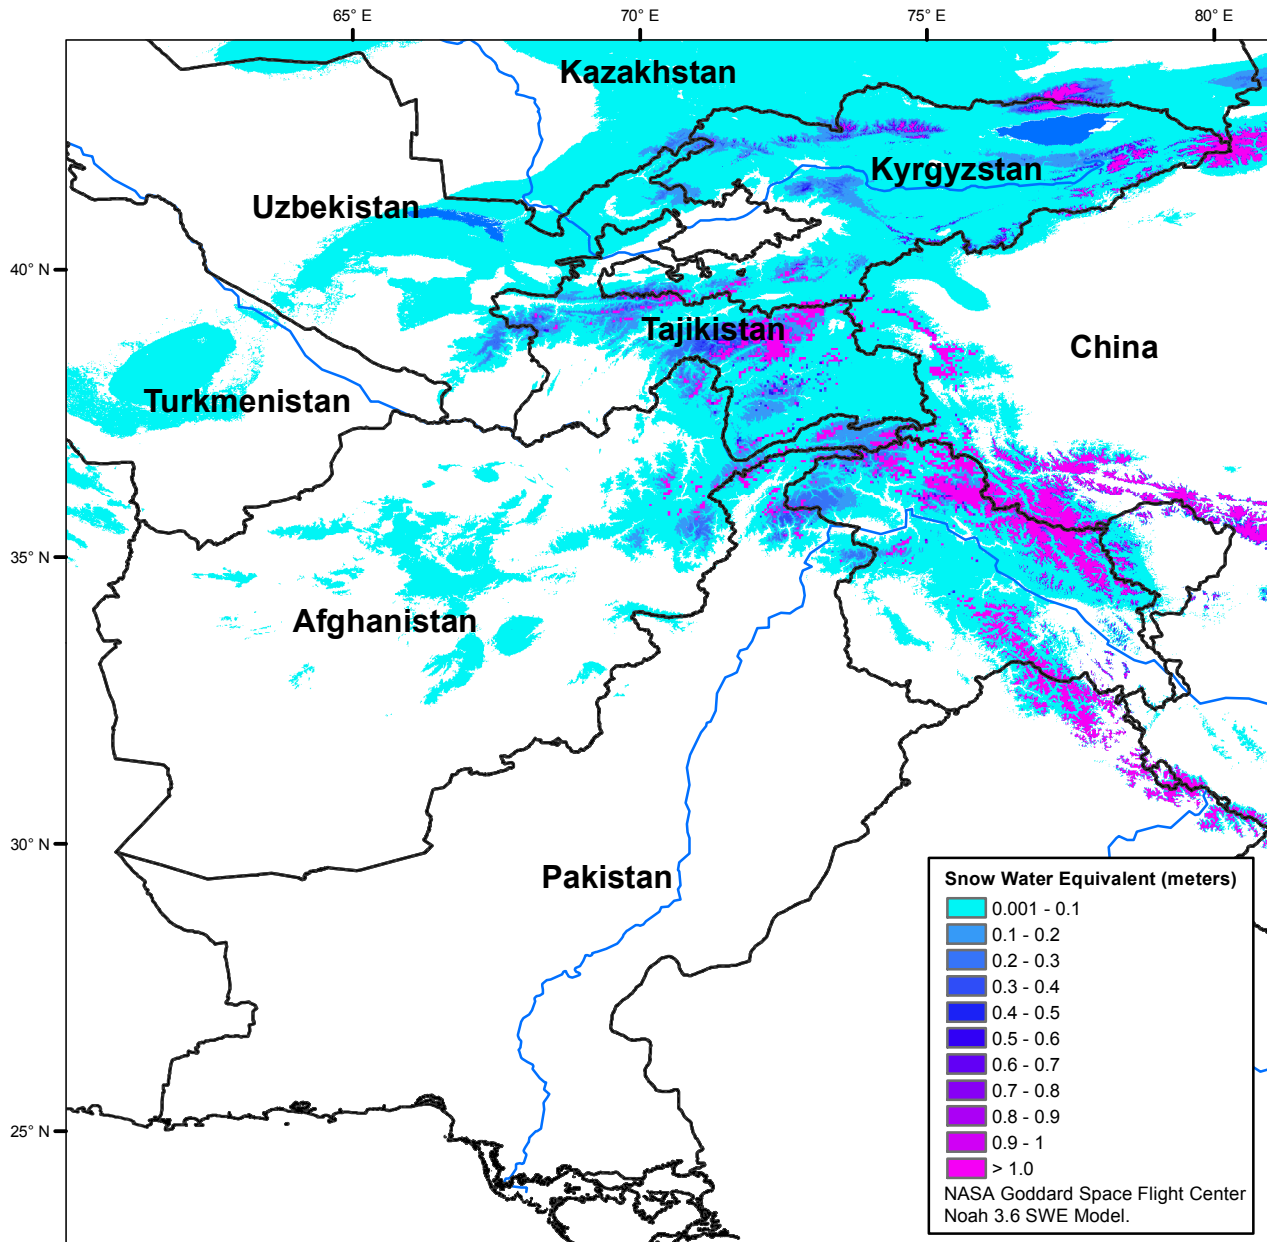 65° E
70° E
75° E
80° E
Kazakhstan
Kyrgyzstan
Uzbekistan
40° N
Tajikistan
China
Turkmenistan
35° N
Afghanistan
30° N
Pakistan
25° N
Snow Water Equivalent (meters)
0.001 - 0.1
0.1 - 0.2
0.2 - 0.3
0.3 - 0.4
0.4 - 0.5
0.5 - 0.6
0.6 - 0.7
0.7 - 0.8
0.8 - 0.9
0.9 - 1
> 1.0
NASA Goddard Space Flight Center
Noah 3.6 SWE Model.